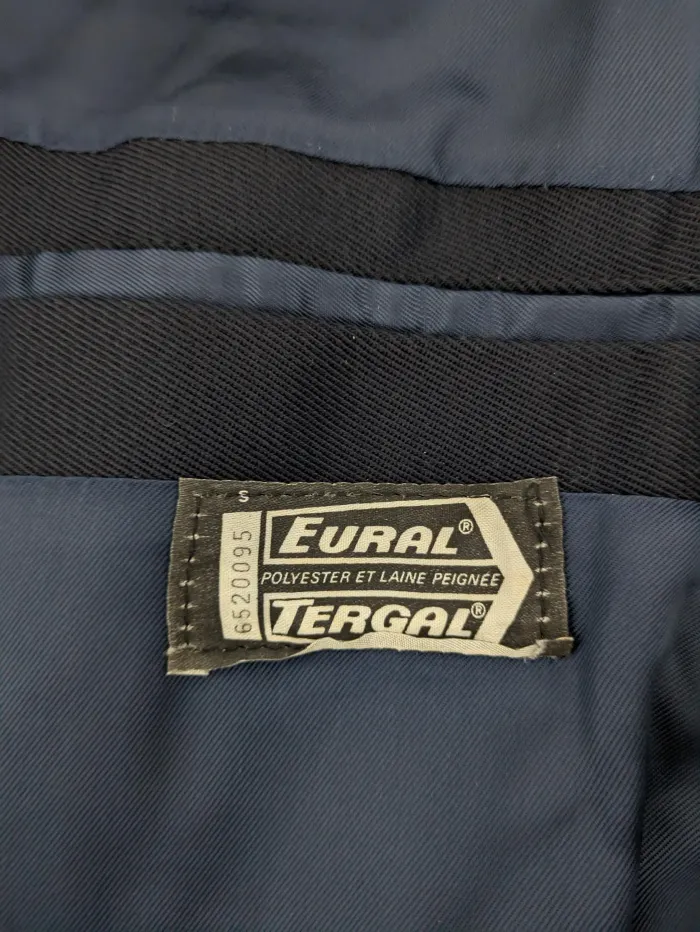 S
6520095
EURAL®
POLYESTER ET LAINE PEIGNÉE
TERGAL®